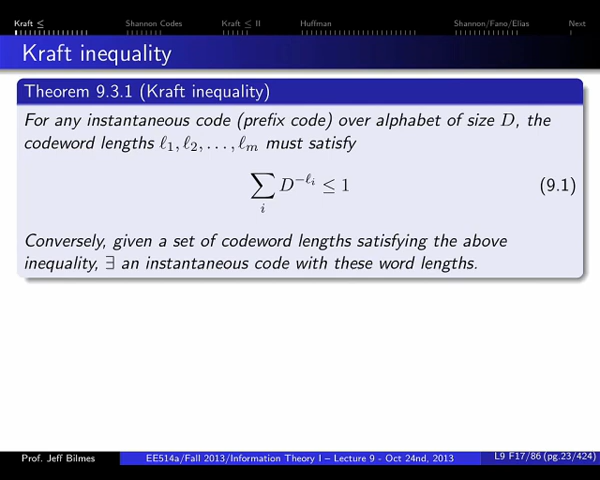 Kraft ≤ Shannon Codes Kraft ≤ II Huffman Shannon/Fano/Elias Next
Kraft inequality
Theorem 9.3.1 (Kraft inequality)
For any instantaneous code (prefix code) over alphabet of size D, the
codeword lengths ℓ₁, ℓ₂, . . . , ℓₘ must satisfy
∑ᵢ D^{−ℓᵢ} ≤ 1 (9.1)
Conversely, given a set of codeword lengths satisfying the above
inequality, ∃ an instantaneous code with these word lengths.
Prof. Jeff Bilmes EE514a/Fall 2013/Information Theory I – Lecture 9 - Oct 24nd, 2013 L9 F17/86 (pg.23/424)